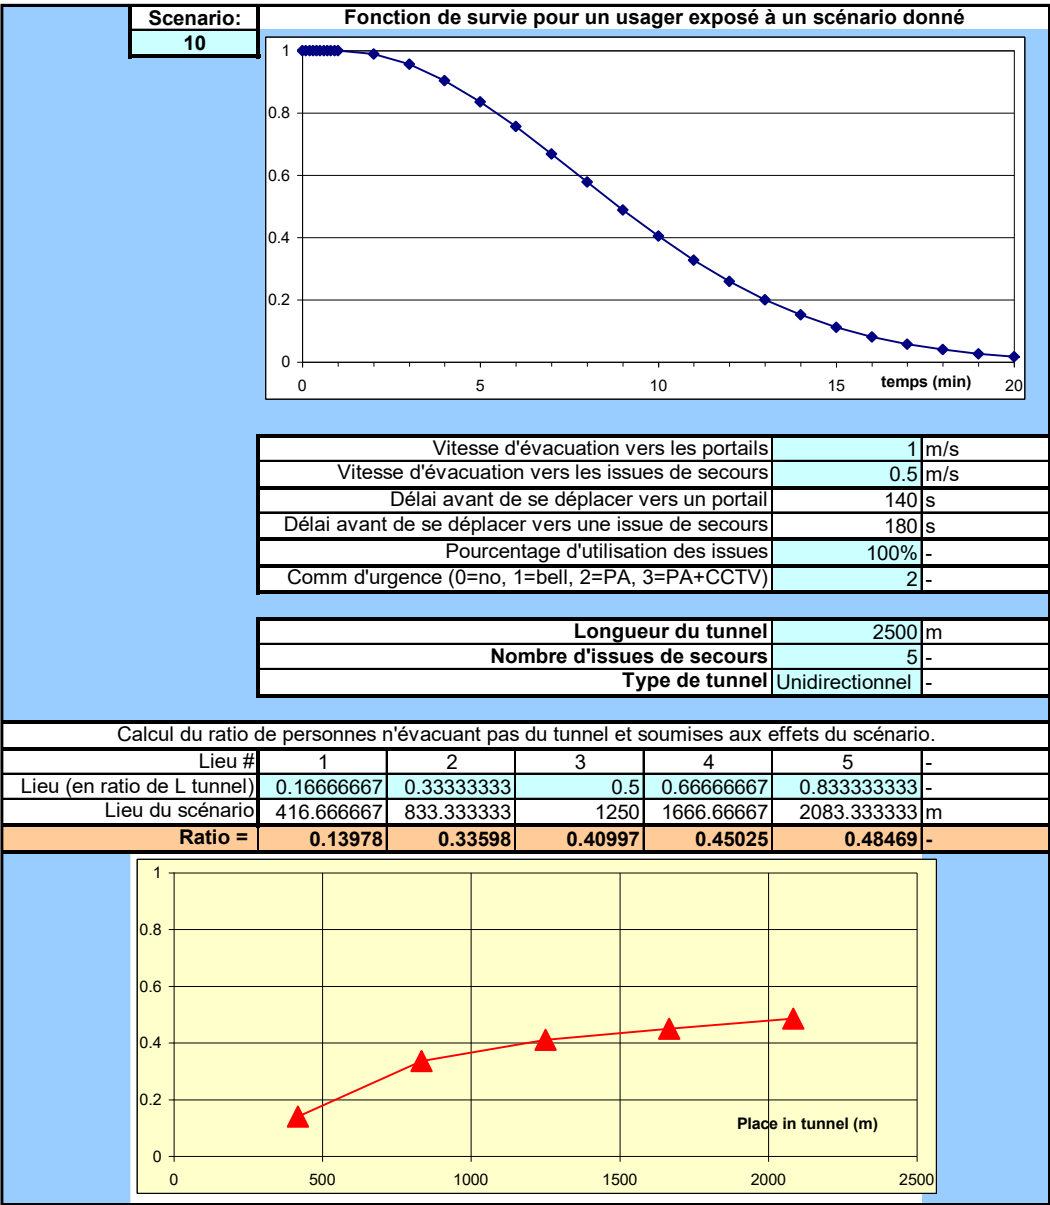 Scenario: Fonction de survie pour un usager exposé à un scénario donné
10
1
0.8
0.6
0.4
0.2
0
0 5 10 15 20
temps (min)
Vitesse d'évacuation vers les portails 1 m/s
Vitesse d'évacuation vers les issues de secours 0.5 m/s
Délai avant de se déplacer vers un portail 140 s
Délai avant de se déplacer vers une issue de secours 180 s
Pourcentage d'utilisation des issues 100% -
Comm d'urgence (0=no, 1=bell, 2=PA, 3=PA+CCTV) 2 -
Longueur du tunnel 2500 m
Nombre d'issues de secours 5 -
Type de tunnel Unidirectionnel -
Calcul du ratio de personnes n'évacuant pas du tunnel et soumises aux effets du scénario.
Lieu # 1 2 3 4 5 -
Lieu (en ratio de L tunnel) 0.16666667 0.33333333 0.5 0.66666667 0.833333333 -
Lieu du scénario 416.666667 833.333333 1250 1666.66667 2083.333333 m
Ratio = 0.13978 0.33598 0.40997 0.45025 0.48469 -
1
0.8
0.6
0.4
0.2
Place in tunnel (m)
0
0 500 1000 1500 2000 2500